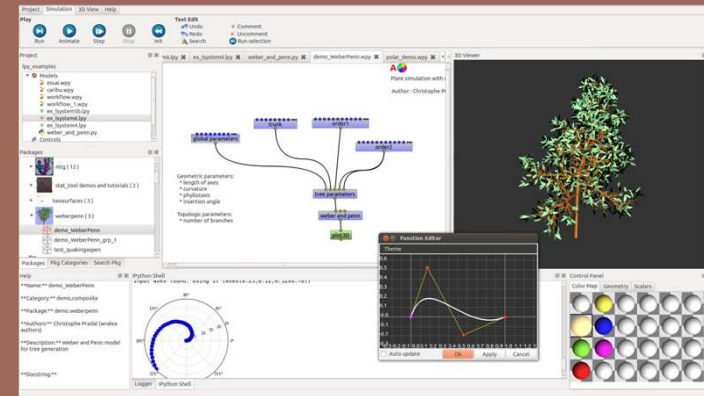 Project Simulation 3D View Help
Play
Run Animate Step Stop Init
Text Edit
Undo # Comment
Redo # Uncomment
Search Run selection
Project
lpy_examples
Models
essai.wpy
caribu.wpy
workflow.wpy
workflow_1.wpy
ex_lsystem5b.lpy
ex_lsystem6.lpy
ex_lsystem4.lpy
weber_and_penn.py
Controls
Packages
mtg ( 12 )
stat_tool demos and tutorials ( 2 )
tensosurfaces ( 3 )
weberpenn ( 3 )
demo_WeberPenn
demo_WeberPenn_grp_1
test_quakingaspen
Packages Pkg Categories Search Pkg
Help
**Name:** demo_WeberPenn
**Category:** demo,composite
**Package:** demo.weberpenn
**Authors:** Christophe Pradal (wralea
authors)
**Description:** Weber and Penn model
for tree generation
**Docstring:**
ex_lsystem4.lpy weber_and_penn.py demo_WeberPenn.wpy polar_demo.wpy
Plant simulation with
Author : Christophe
global parameters
trunk
order1
order2
Geometric parameters:
* length of axes
* curvature
* phyllotaxis
* insertion angle
Topologic parameters:
* number of branches
tree parameters
weber and penn
plot3D
IPython Shell
Logger IPython Shell
3D Viewer
Function Editor
Theme
Auto update Ok Apply Cancel
Control Panel
Color Map Geometry Scalars